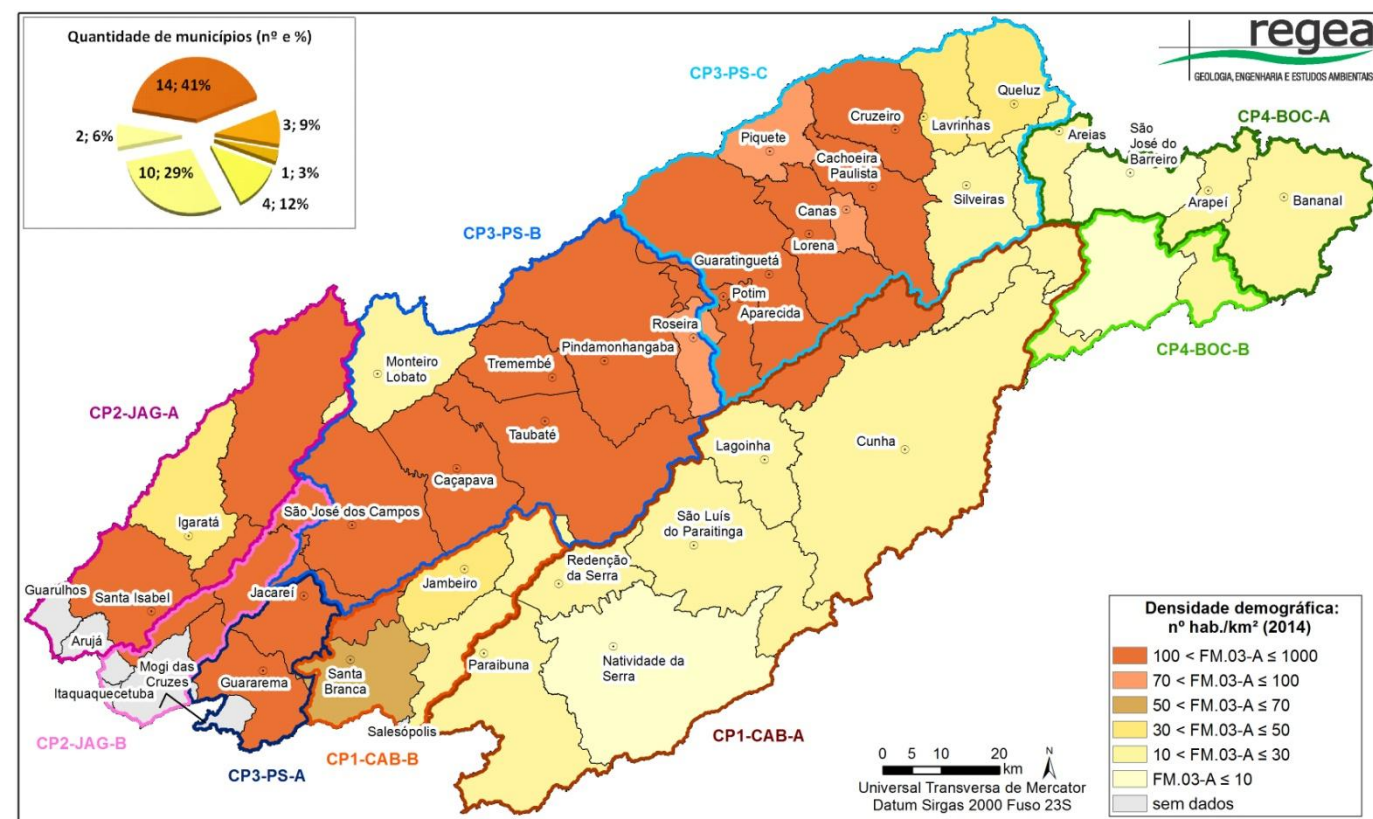 Quantidade de municípios (nº e %)
14; 41%
3; 9%
2; 6%
10; 29%
1; 3%
4; 12%
regea
GEOLOGIA, ENGENHARIA E ESTUDOS AMBIENTAIS
CP3-PS-C
Queluz
Lavrinhas
Cruzeiro
Piquete
CP4-BOC-A
Areias
São
José do
Barreiro
Cachoeira
Paulista
Silveiras
Arapeí
Bananal
Canas
Lorena
CP3-PS-B
Guaratinguetá
Potim
Aparecida
Roseira
CP4-BOC-B
Monteiro
Lobato
Tremembé
Pindamonhangaba
CP2-JAG-A
Taubaté
Lagoinha
Cunha
Caçapava
São José dos Campos
Igaratá
São Luís
do Paraitinga
Redenção
da Serra
Jambeiro
Guarulhos
Santa Isabel
Jacareí
Arujá
Mogi das
Cruzes
Itaquaquecetuba
Guararema
Santa
Branca
Paraibuna
Natividade da
Serra
Salesópolis
CP2-JAG-B
CP3-PS-A
CP1-CAB-B
CP1-CAB-A
0 5 10 20
km
N
Universal Transversa de Mercator
Datum Sirgas 2000 Fuso 23S
Densidade demográfica:
nº hab./km² (2014)
100 < FM.03-A ≤ 1000
70 < FM.03-A ≤ 100
50 < FM.03-A ≤ 70
30 < FM.03-A ≤ 50
10 < FM.03-A ≤ 30
FM.03-A ≤ 10
sem dados